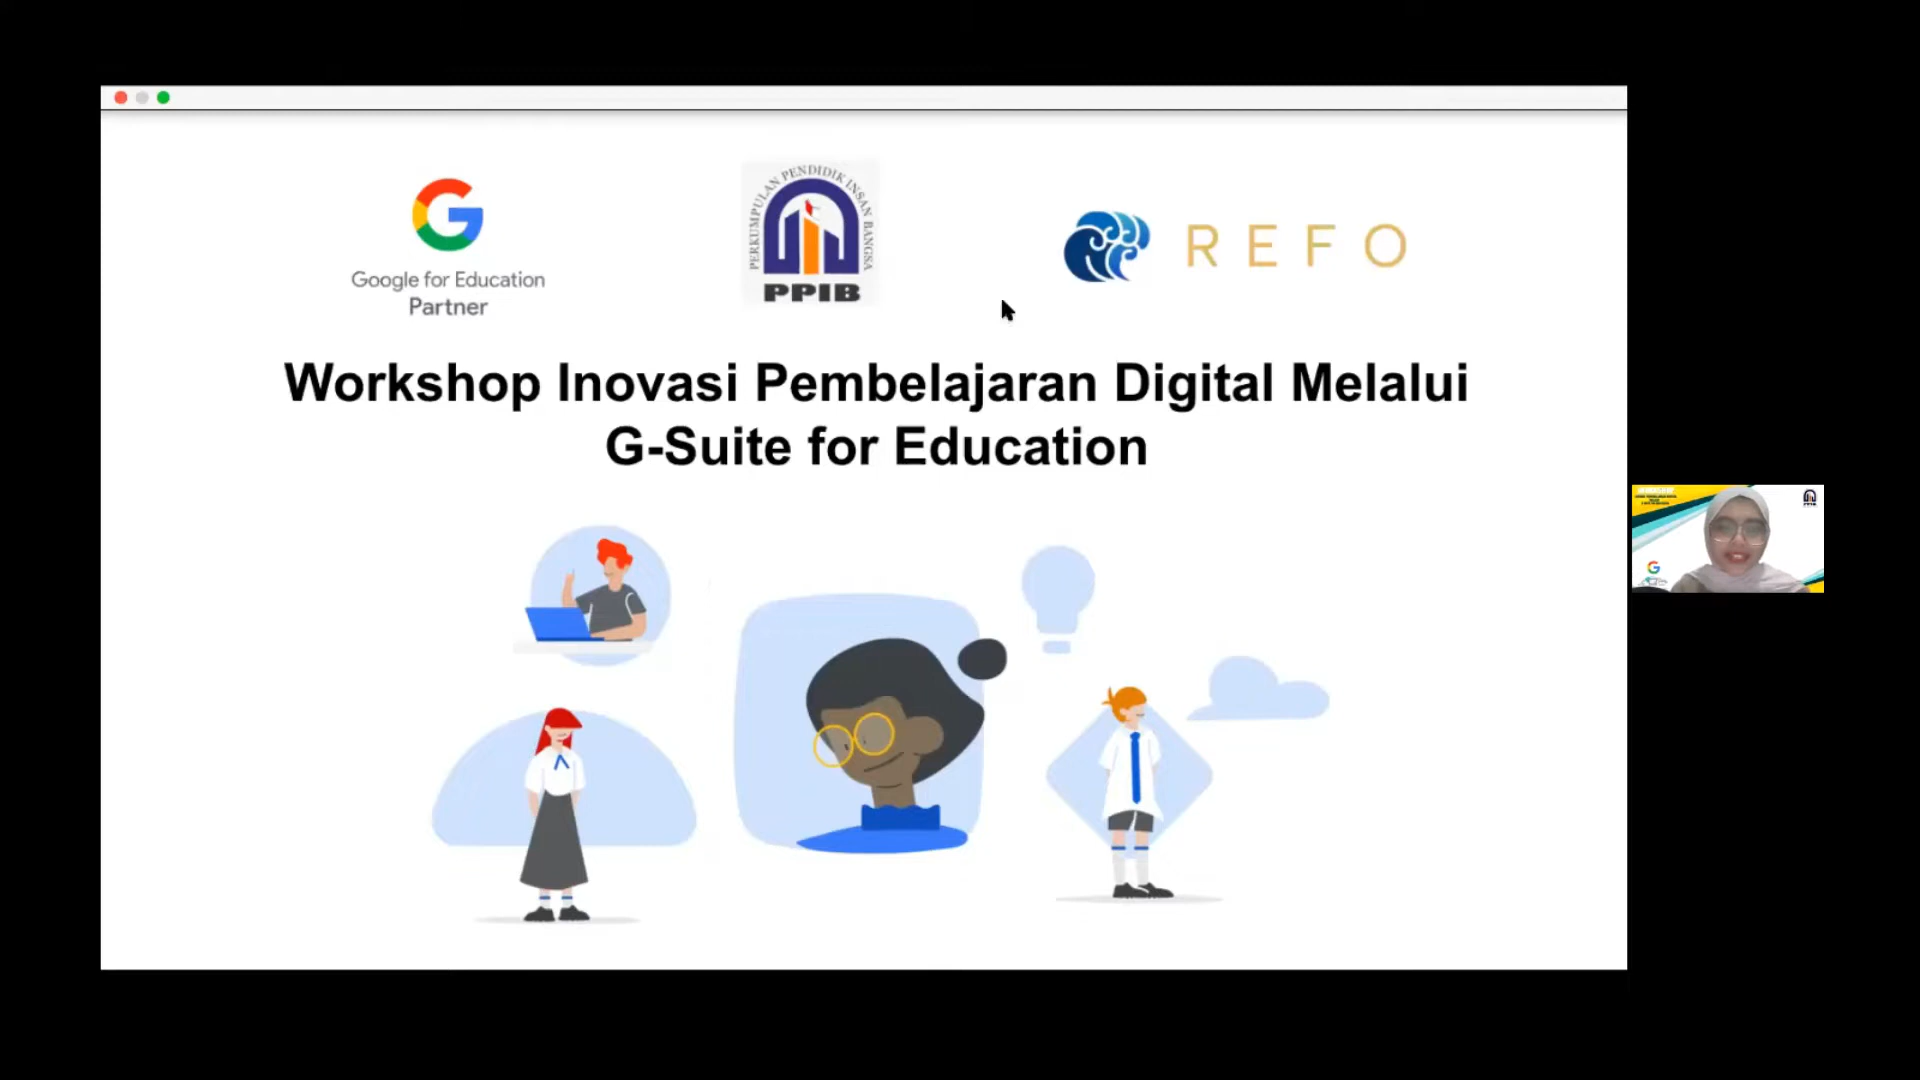 Google for Education
Partner
PERKUMPULAN PENDIDIK INSAN BANGSA
PPIB
REFO
Workshop Inovasi Pembelajaran Digital Melalui
G-Suite for Education